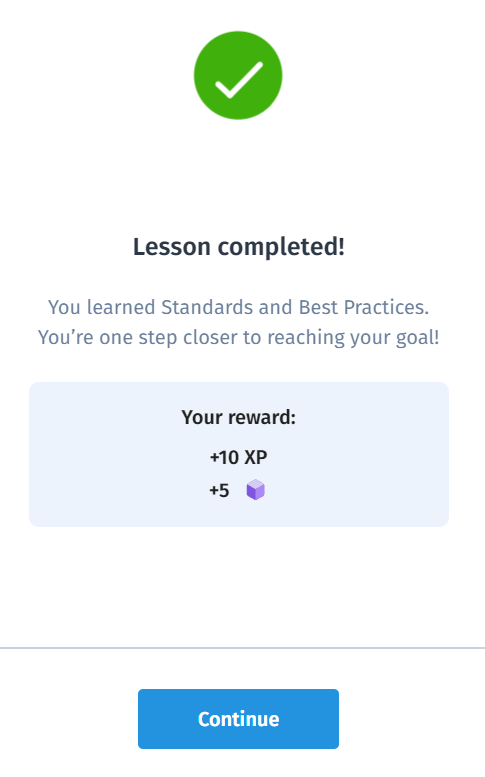 Lesson completed!
You learned Standards and Best Practices.
You’re one step closer to reaching your goal!
Your reward:
+10 XP
+5
Continue